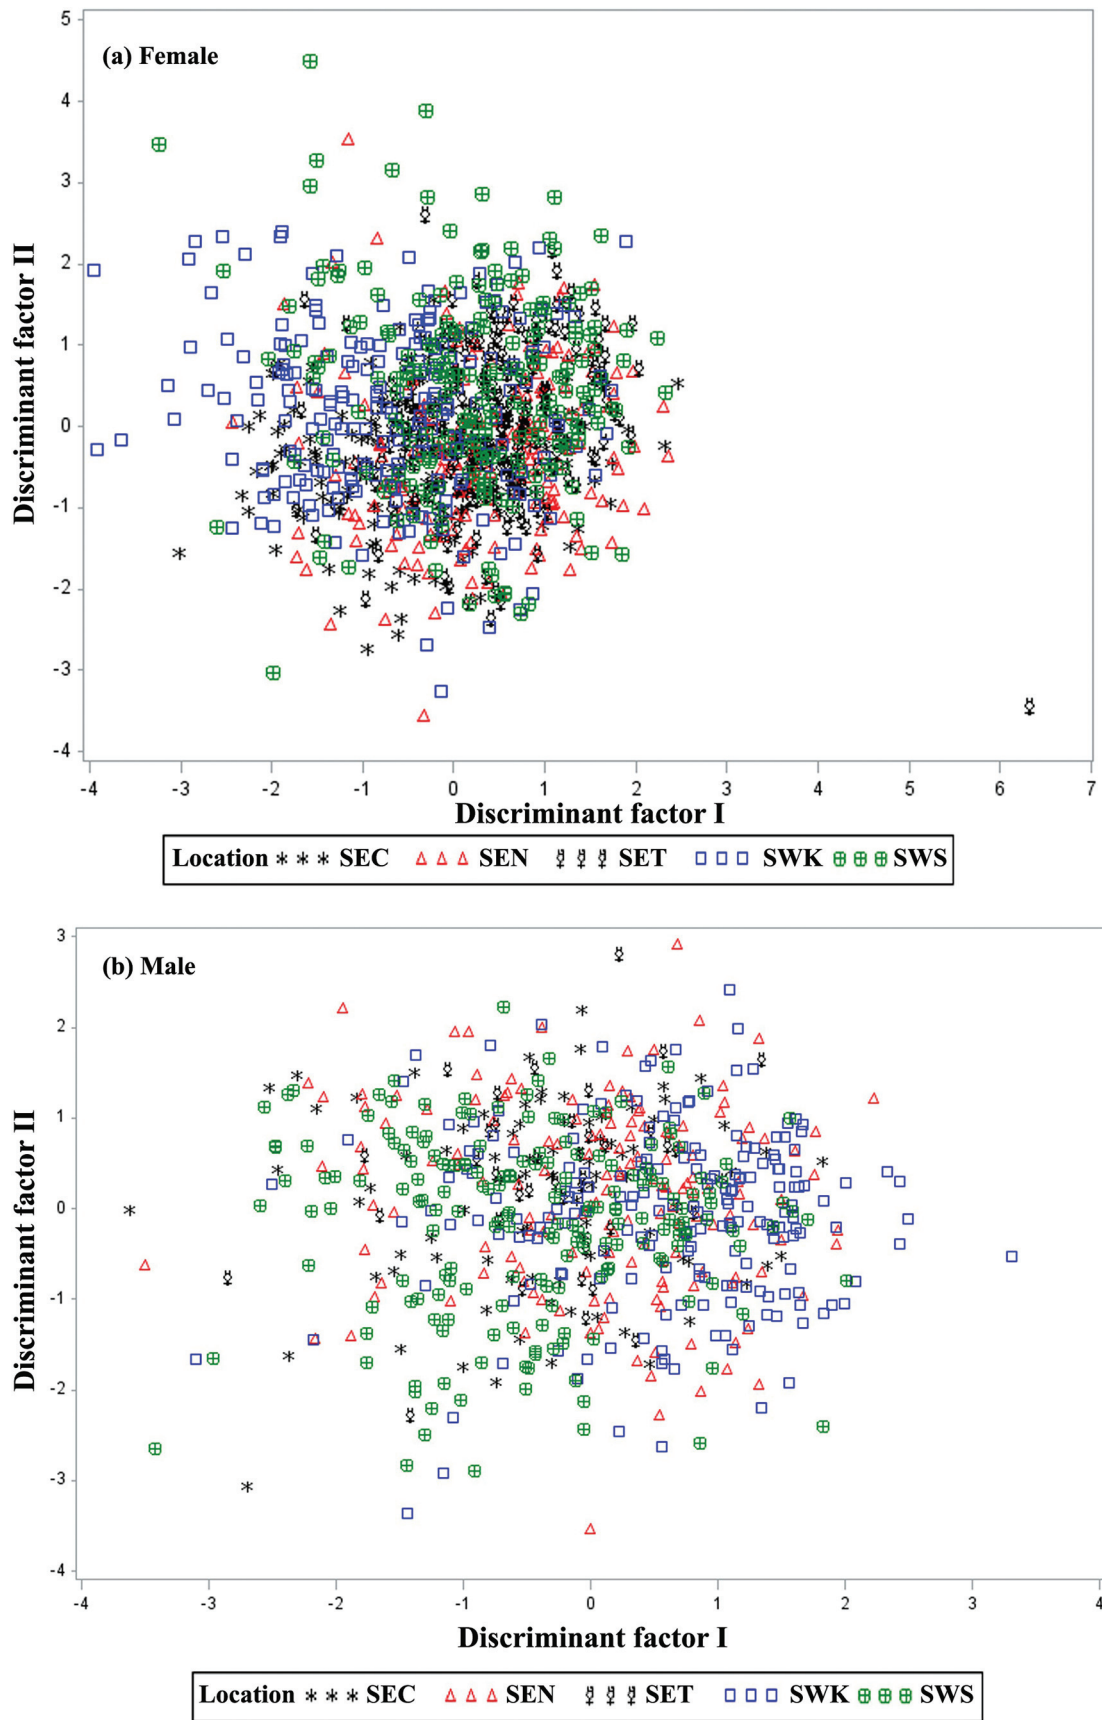 5
(a) Female
4
3
2
1
0
-1
-2
-3
-4
Discriminant factor II
-4 -3 -2 -1 0 1 2 3 4 5 6 7
Discriminant factor I
Location SEC SEN SET SWK SWS
3
(b) Male
2
1
0
-1
-2
-3
-4
Discriminant factor II
-4 -3 -2 -1 0 1 2 3 4
Discriminant factor I
Location SEC SEN SET SWK SWS